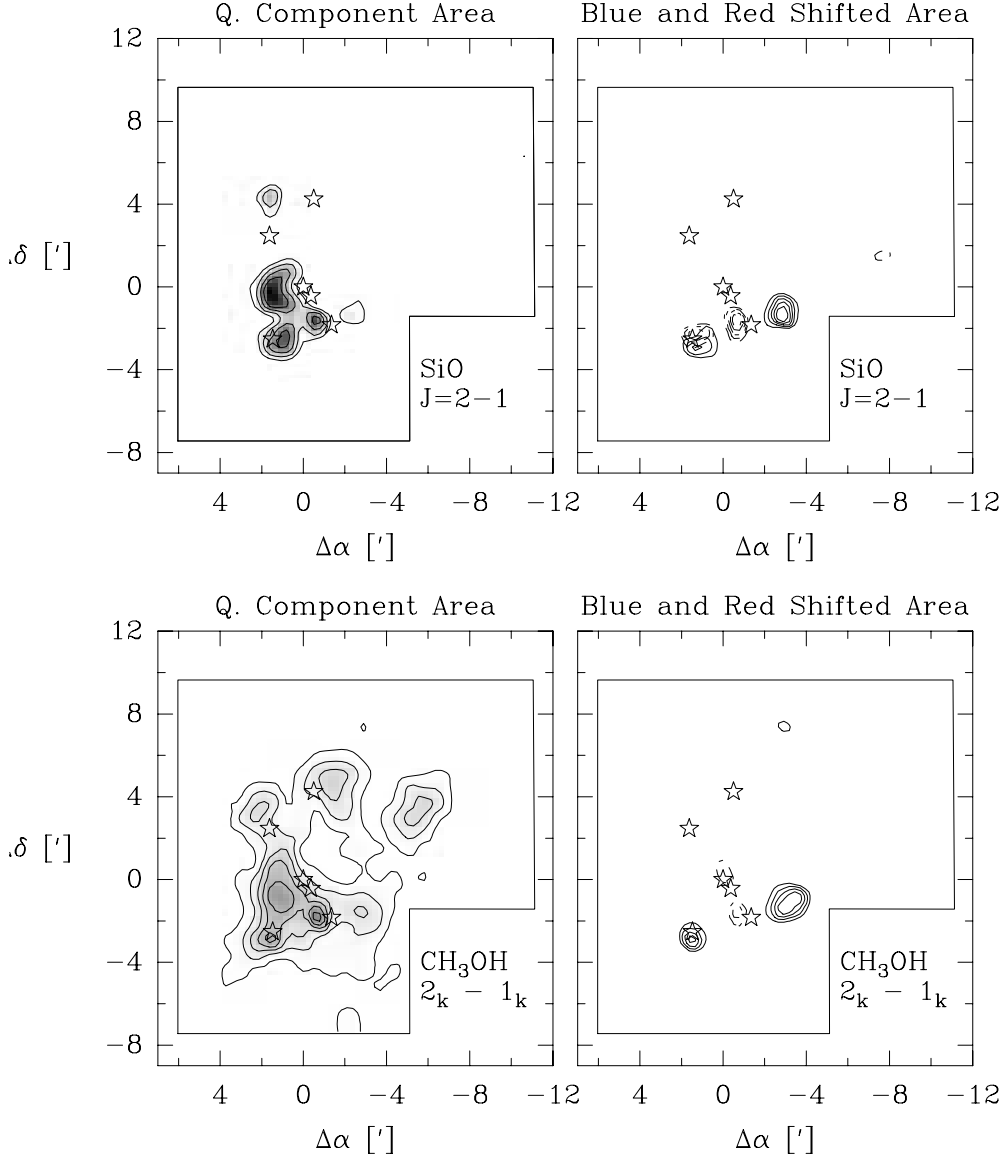 Q. Component Area
Blue and Red Shifted Area
12
8
4
0
−4
−8
δ [′]
SiO
J=2−1
SiO
J=2−1
4 0 −4 −8 −12
4 0 −4 −8 −12
Δα [′]
Δα [′]
Q. Component Area
Blue and Red Shifted Area
12
8
4
0
−4
−8
δ [′]
CH₃OH
2ₖ − 1ₖ
CH₃OH
2ₖ − 1ₖ
4 0 −4 −8 −12
4 0 −4 −8 −12
Δα [′]
Δα [′]